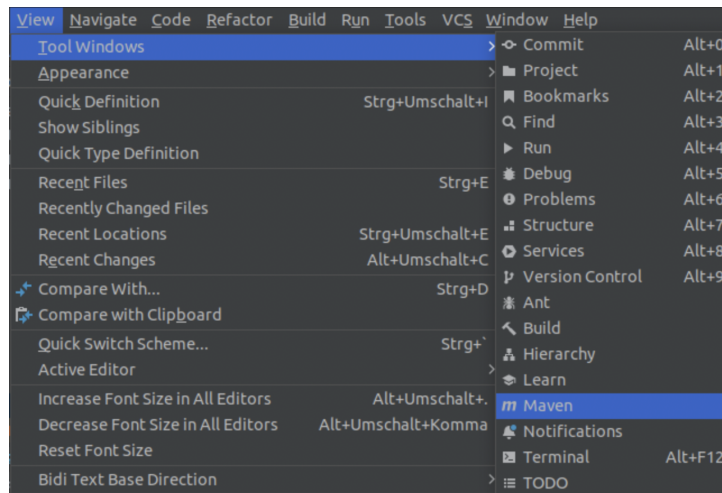 View Navigate Code Refactor Build Run Tools VCS Window Help
Tool Windows
Appearance
Quick Definition Strg+Umschalt+I
Show Siblings
Quick Type Definition
Recent Files Strg+E
Recently Changed Files
Recent Locations Strg+Umschalt+E
Recent Changes Alt+Umschalt+C
Compare With... Strg+D
Compare with Clipboard
Quick Switch Scheme... Strg+`
Active Editor
Increase Font Size in All Editors Alt+Umschalt+.
Decrease Font Size in All Editors Alt+Umschalt+Komma
Reset Font Size
Bidi Text Base Direction
Commit Alt+0
Project Alt+1
Bookmarks Alt+2
Find Alt+3
Run Alt+4
Debug Alt+5
Problems Alt+6
Structure Alt+7
Services Alt+8
Version Control Alt+9
Ant
Build
Hierarchy
Learn
Maven
Notifications
Terminal Alt+F12
TODO